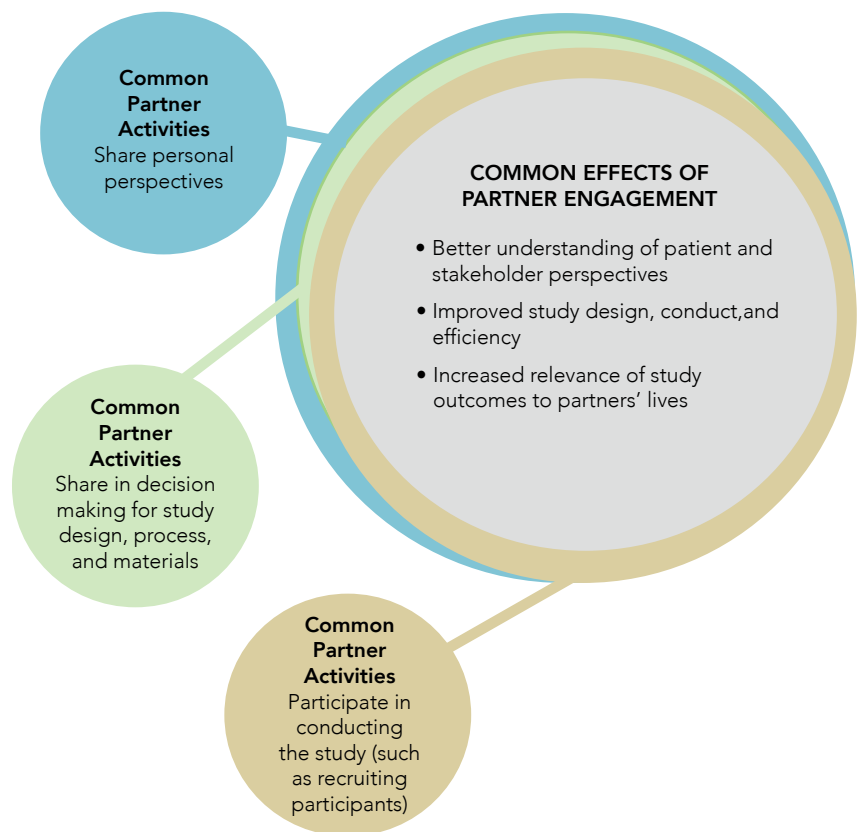 Common
Partner
Activities
Share personal
perspectives
COMMON EFFECTS OF
PARTNER ENGAGEMENT
• Better understanding of patient and
stakeholder perspectives
• Improved study design, conduct,and
efficiency
• Increased relevance of study
outcomes to partners’ lives
Common
Partner
Activities
Share in decision
making for study
design, process,
and materials
Common
Partner
Activities
Participate in
conducting
the study (such
as recruiting
participants)